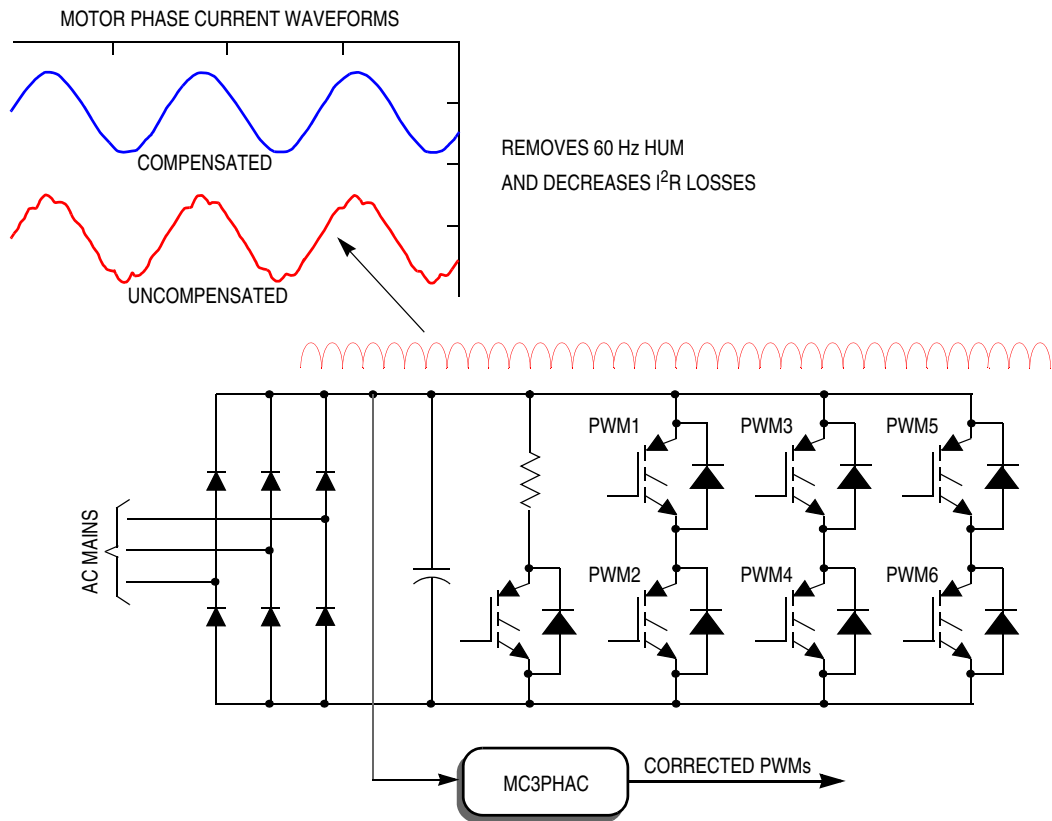 MOTOR PHASE CURRENT WAVEFORMS
COMPENSATED
REMOVES 60 Hz HUM
AND DECREASES I²R LOSSES
UNCOMPENSATED
PWM1
PWM3
PWM5
AC MAINS
PWM2
PWM4
PWM6
MC3PHAC
CORRECTED PWMs